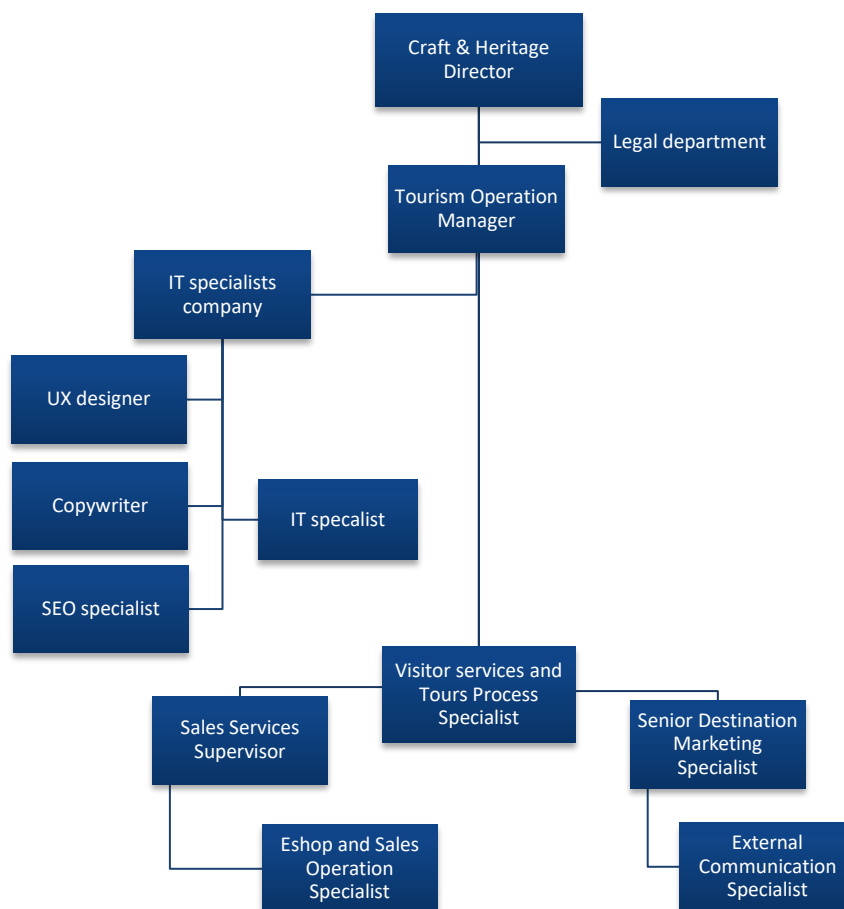 Craft & Heritage
Director
Legal department
Tourism Operation
Manager
IT specialists
company
UX designer
Copywriter
IT specalist
SEO specialist
Visitor services and
Tours Process
Specialist
Sales Services
Supervisor
Senior Destination
Marketing
Specialist
Eshop and Sales
Operation
Specialist
External
Communication
Specialist